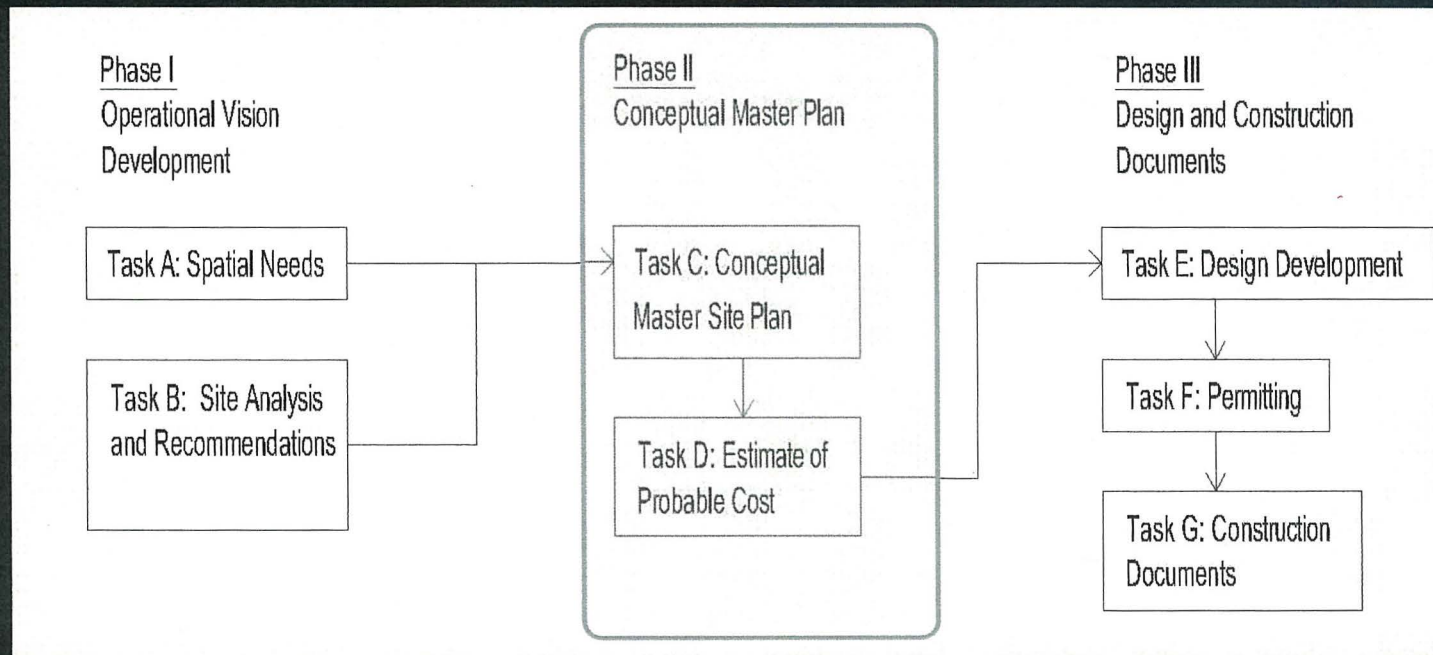 Phase I
Operational Vision
Development
Task A: Spatial Needs
Task B: Site Analysis
and Recommendations
Phase II
Conceptual Master Plan
Task C: Conceptual
Master Site Plan
Task D: Estimate of
Probable Cost
Phase III
Design and Construction
Documents
Task E: Design Development
Task F: Permitting
Task G: Construction
Documents